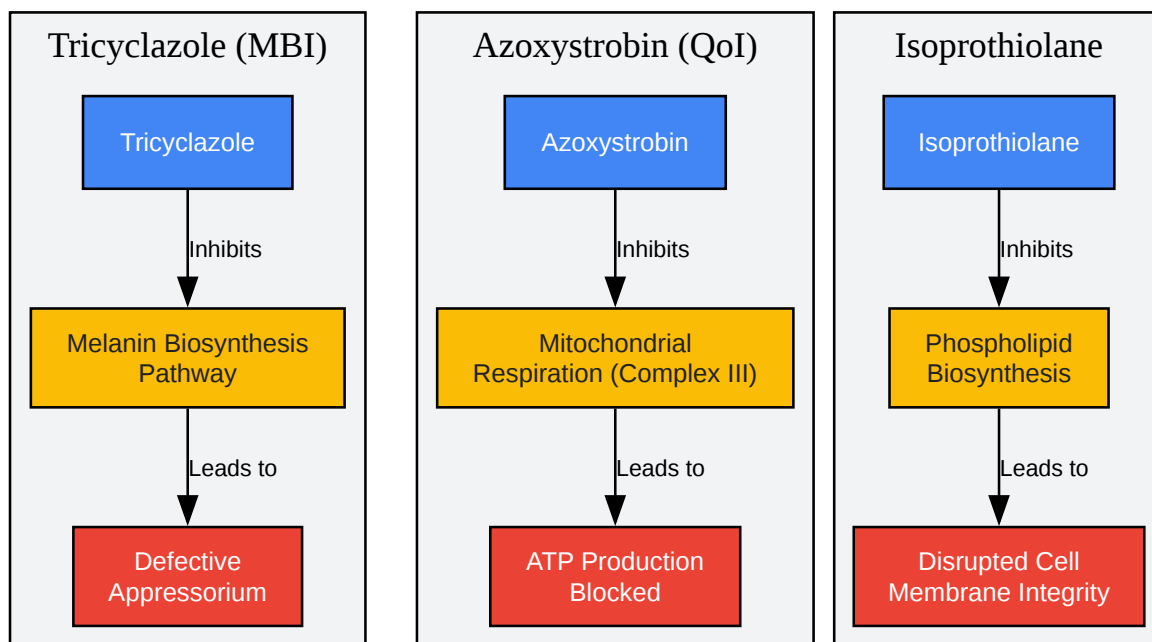 Tricyclazole (MBI)
Tricyclazole
Inhibits
Melanin Biosynthesis
Pathway
Leads to
Defective
Appressorium
Azoxystrobin (QoI)
Azoxystrobin
Inhibits
Mitochondrial
Respiration (Complex III)
Leads to
ATP Production
Blocked
Isoprothiolane
Isoprothiolane
Inhibits
Phospholipid
Biosynthesis
Leads to
Disrupted Cell
Membrane Integrity